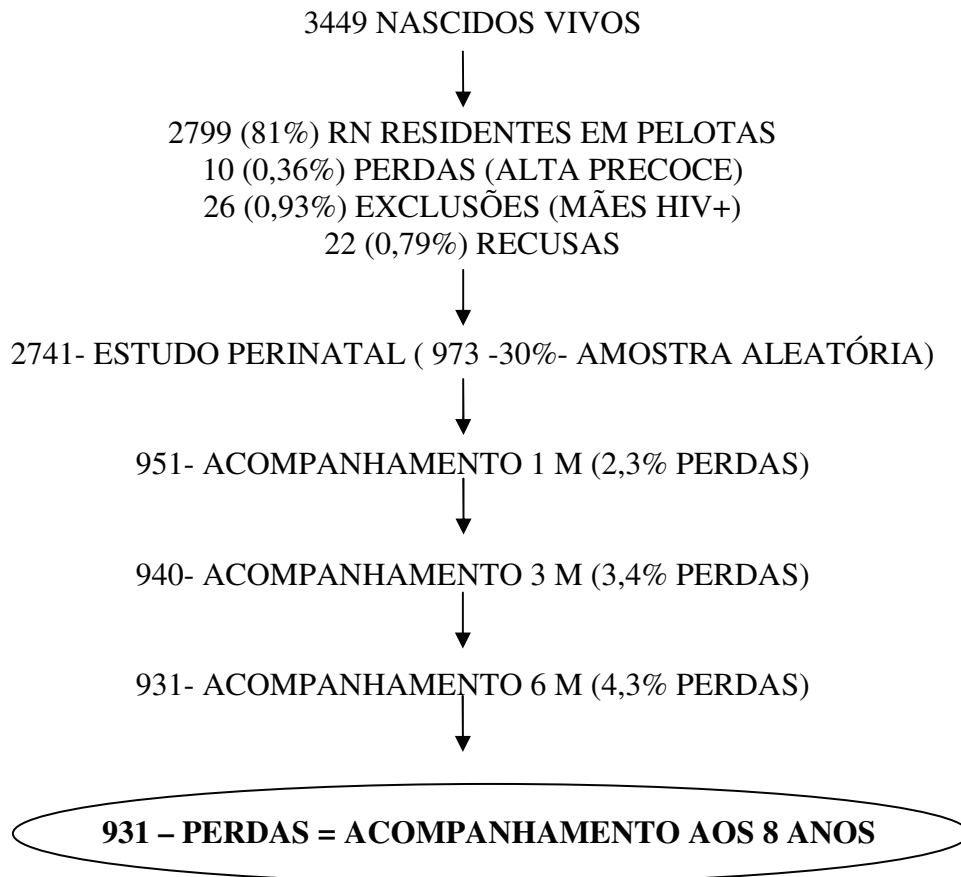 3449 NASCIDOS VIVOS
2799 (81%) RN RESIDENTES EM PELOTAS
10 (0,36%) PERDAS (ALTA PRECOCE)
26 (0,93%) EXCLUSÕES (MÃES HIV+)
22 (0,79%) RECUSAS
2741- ESTUDO PERINATAL ( 973 -30%- AMOSTRA ALEATÓRIA)
951- ACOMPANHAMENTO 1 M (2,3% PERDAS)
940- ACOMPANHAMENTO 3 M (3,4% PERDAS)
931- ACOMPANHAMENTO 6 M (4,3% PERDAS)
931 – PERDAS = ACOMPANHAMENTO AOS 8 ANOS